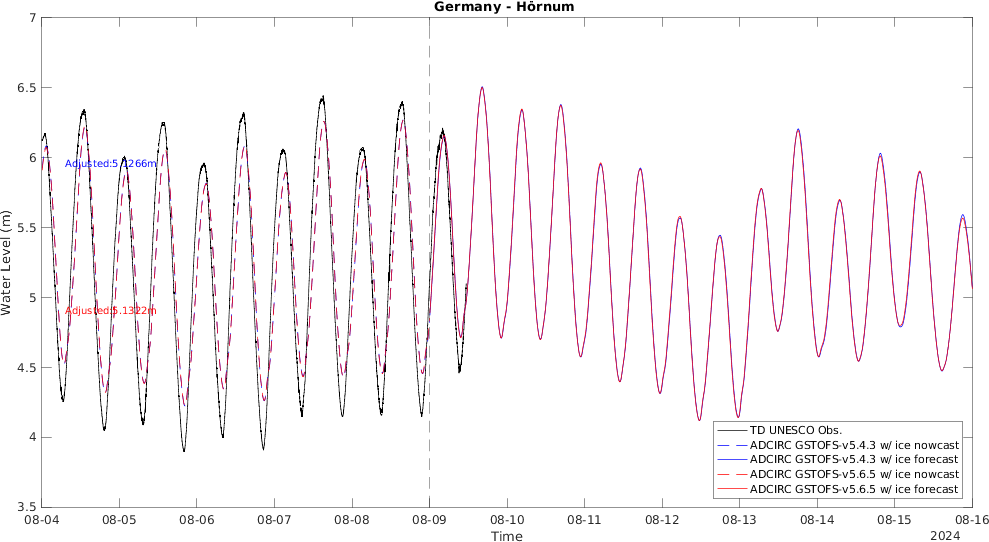 Germany - Hörnum
7
6.5
6
5.5
5
4.5
4
3.5
Water Level (m)
Adjusted:5.1266m
Adjusted:5.1322m
TD UNESCO Obs.
ADCIRC GSTOFS-v5.4.3 w/ ice nowcast
ADCIRC GSTOFS-v5.4.3 w/ ice forecast
ADCIRC GSTOFS-v5.6.5 w/ ice nowcast
ADCIRC GSTOFS-v5.6.5 w/ ice forecast
08-04 08-05 08-06 08-07 08-08 08-09 08-10 08-11 08-12 08-13 08-14 08-15 08-16
Time
2024